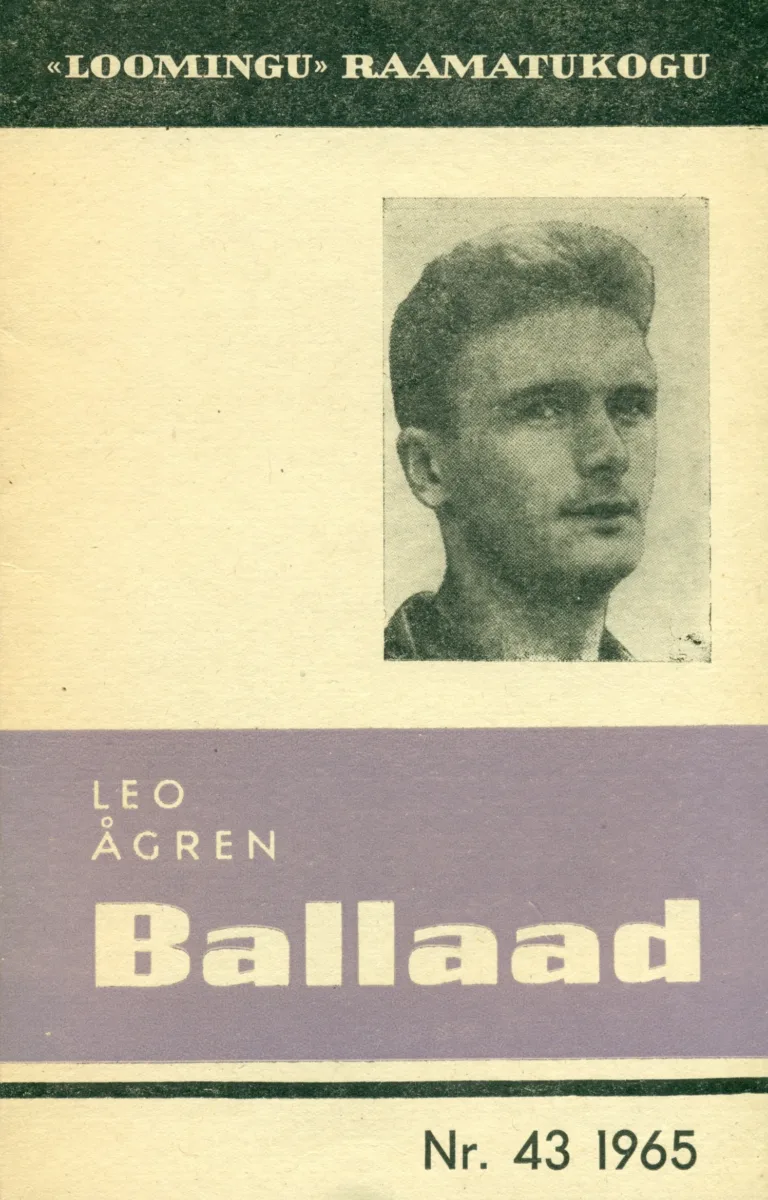 «LOOMINGU» RAAMATUKOGU
LEO
ÅGREN
Ballaad
Nr. 43 1965